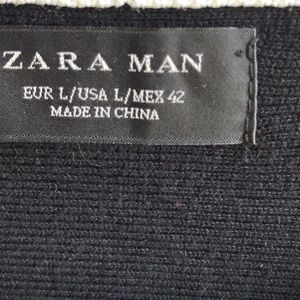 ZARA MAN
EUR L/USA L/MEX 42
MADE IN CHINA